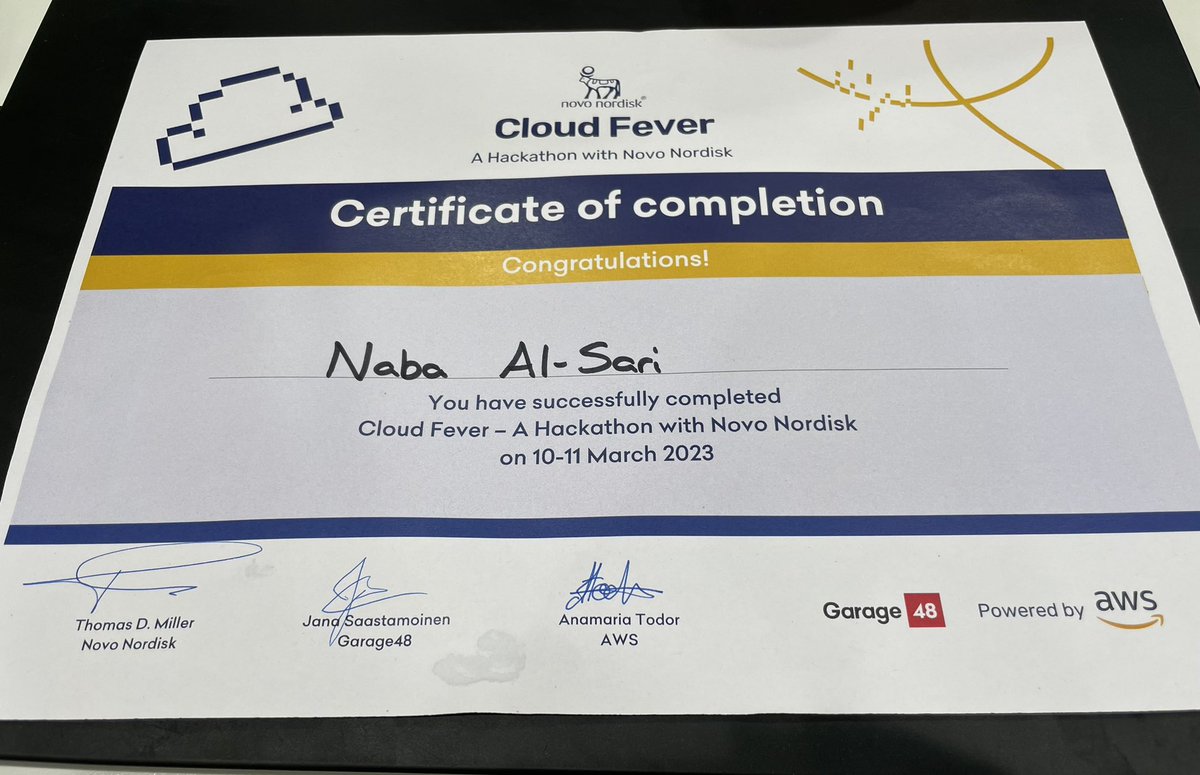 novo nordisk®
Cloud Fever
A Hackathon with Novo Nordisk
Certificate of completion
Congratulations!
Naba Al-Sari
You have successfully completed
Cloud Fever – A Hackathon with Novo Nordisk
on 10-11 March 2023
Thomas D. Miller
Novo Nordisk
Jana Saastamoinen
Garage48
Anamaria Todor
AWS
Garage 48
Powered by aws